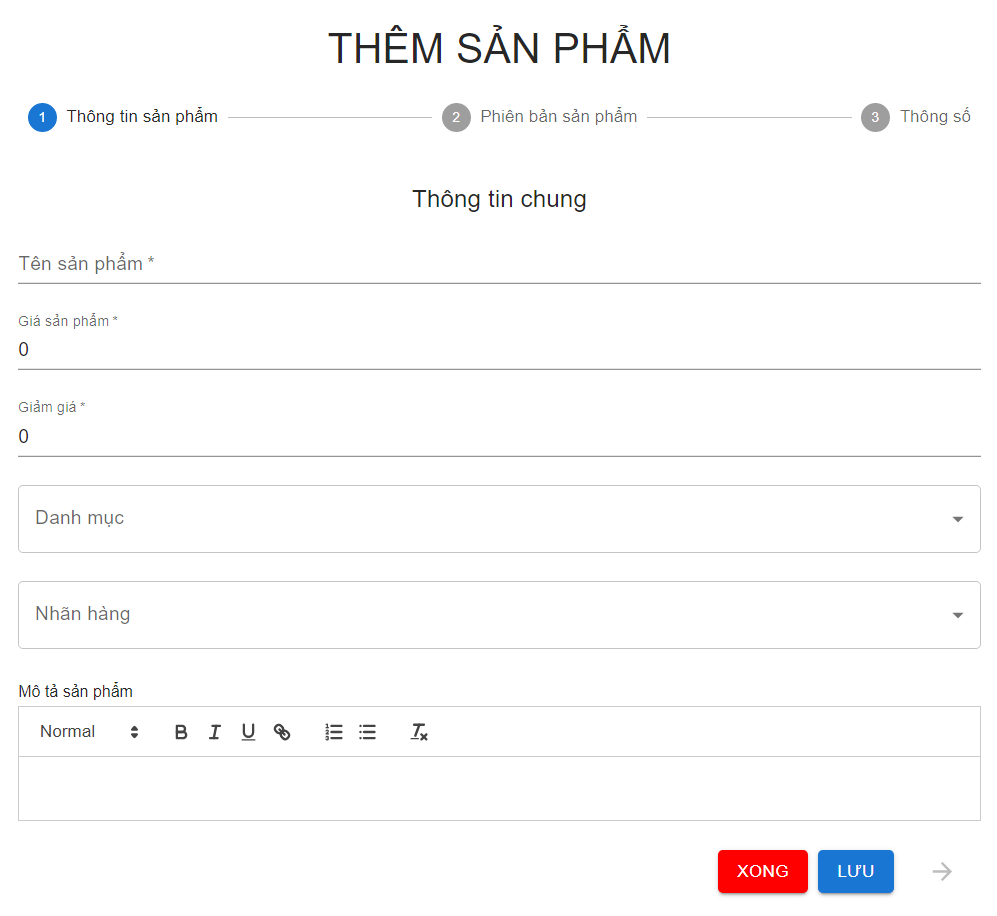 THÊM SẢN PHẨM
1 Thông tin sản phẩm 2 Phiên bản sản phẩm 3 Thông số
Thông tin chung
Tên sản phẩm *
Giá sản phẩm *
0
Giảm giá *
0
Danh mục
Nhãn hàng
Mô tả sản phẩm
Normal B I U
XONG LƯU